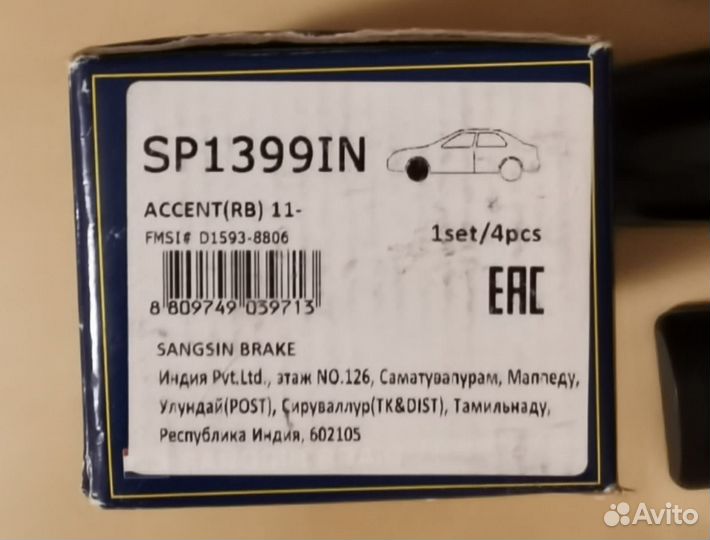 SP1399IN
ACCENT(RB) 11-
FMSI# D1593-8806
1set/4pcs
8 809749 039713
EAC
SANGSIN BRAKE
Индия Pvt.Ltd., этаж NO.126, Саматувапурам, Маппеду,
Улундай(POST), Сируваллур(TK&DIST), Тамильнаду,
Республика Индия, 602105
Avito